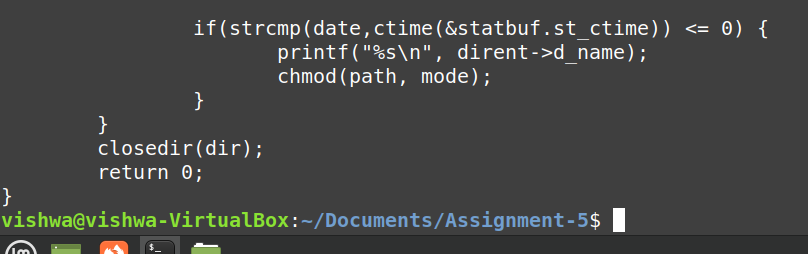 if(strcmp(date,ctime(&statbuf.st_ctime)) <= 0) {
printf("%s\n", dirent->d_name);
chmod(path, mode);
}
}
closedir(dir);
return 0;
}
vishwa@vishwa-VirtualBox:~/Documents/Assignment-5$
$_